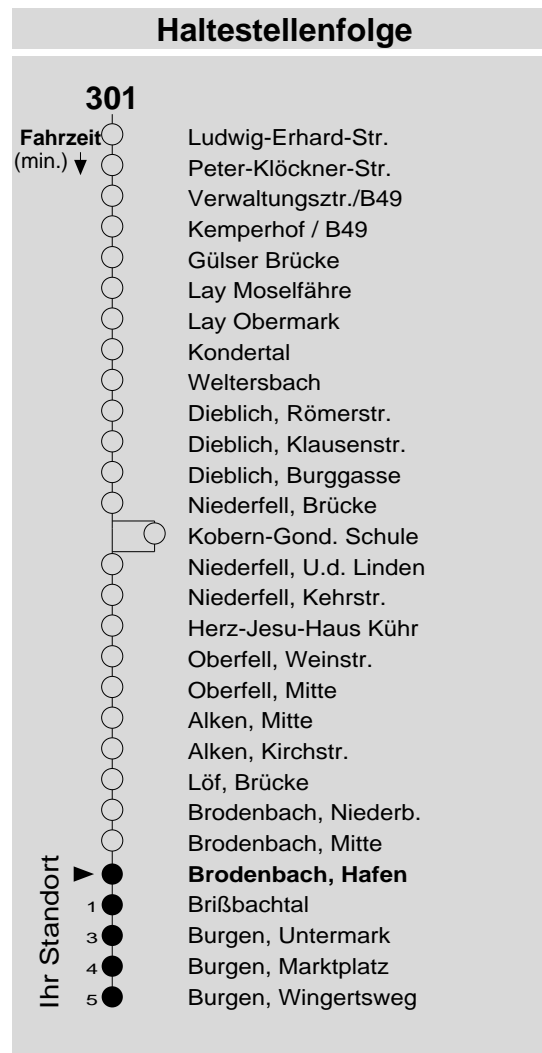 Haltestellenfolge
301
Fahrzeit
(min.)
Ludwig-Erhard-Str.
Peter-Klöckner-Str.
Verwaltungsztr./B49
Kemperhof / B49
Gülser Brücke
Lay Moselfähre
Lay Obermark
Kondertal
Weltersbach
Dieblich, Römerstr.
Dieblich, Klausenstr.
Dieblich, Burggasse
Niederfell, Brücke
Kobern-Gond. Schule
Niederfell, U.d. Linden
Niederfell, Kehrstr.
Herz-Jesu-Haus Kühr
Oberfell, Weinstr.
Oberfell, Mitte
Alken, Mitte
Alken, Kirchstr.
Löf, Brücke
Brodenbach, Niederb.
Brodenbach, Mitte
Ihr Standort
Brodenbach, Hafen
1 Brißbachtal
3 Burgen, Untermark
4 Burgen, Marktplatz
5 Burgen, Wingertsweg